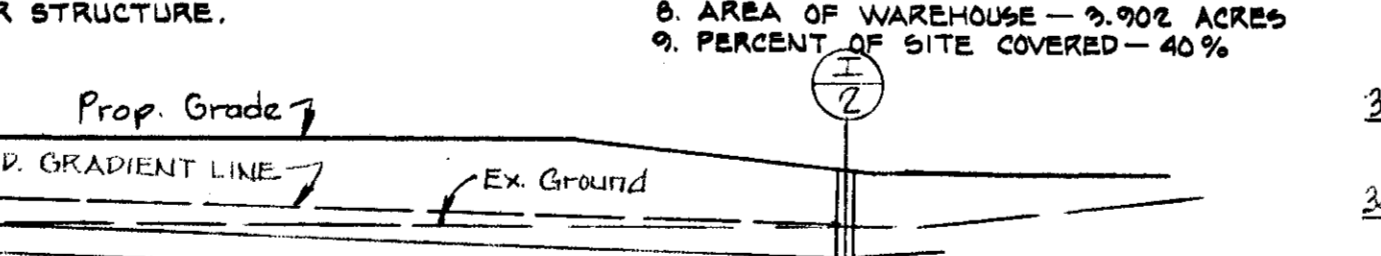 R STRUCTURE.
8. AREA OF WAREHOUSE — 3.902 ACRES
9. PERCENT OF SITE COVERED — 40%
I
2
Prop. Grade
3
D. GRADIENT LINE
Ex. Ground